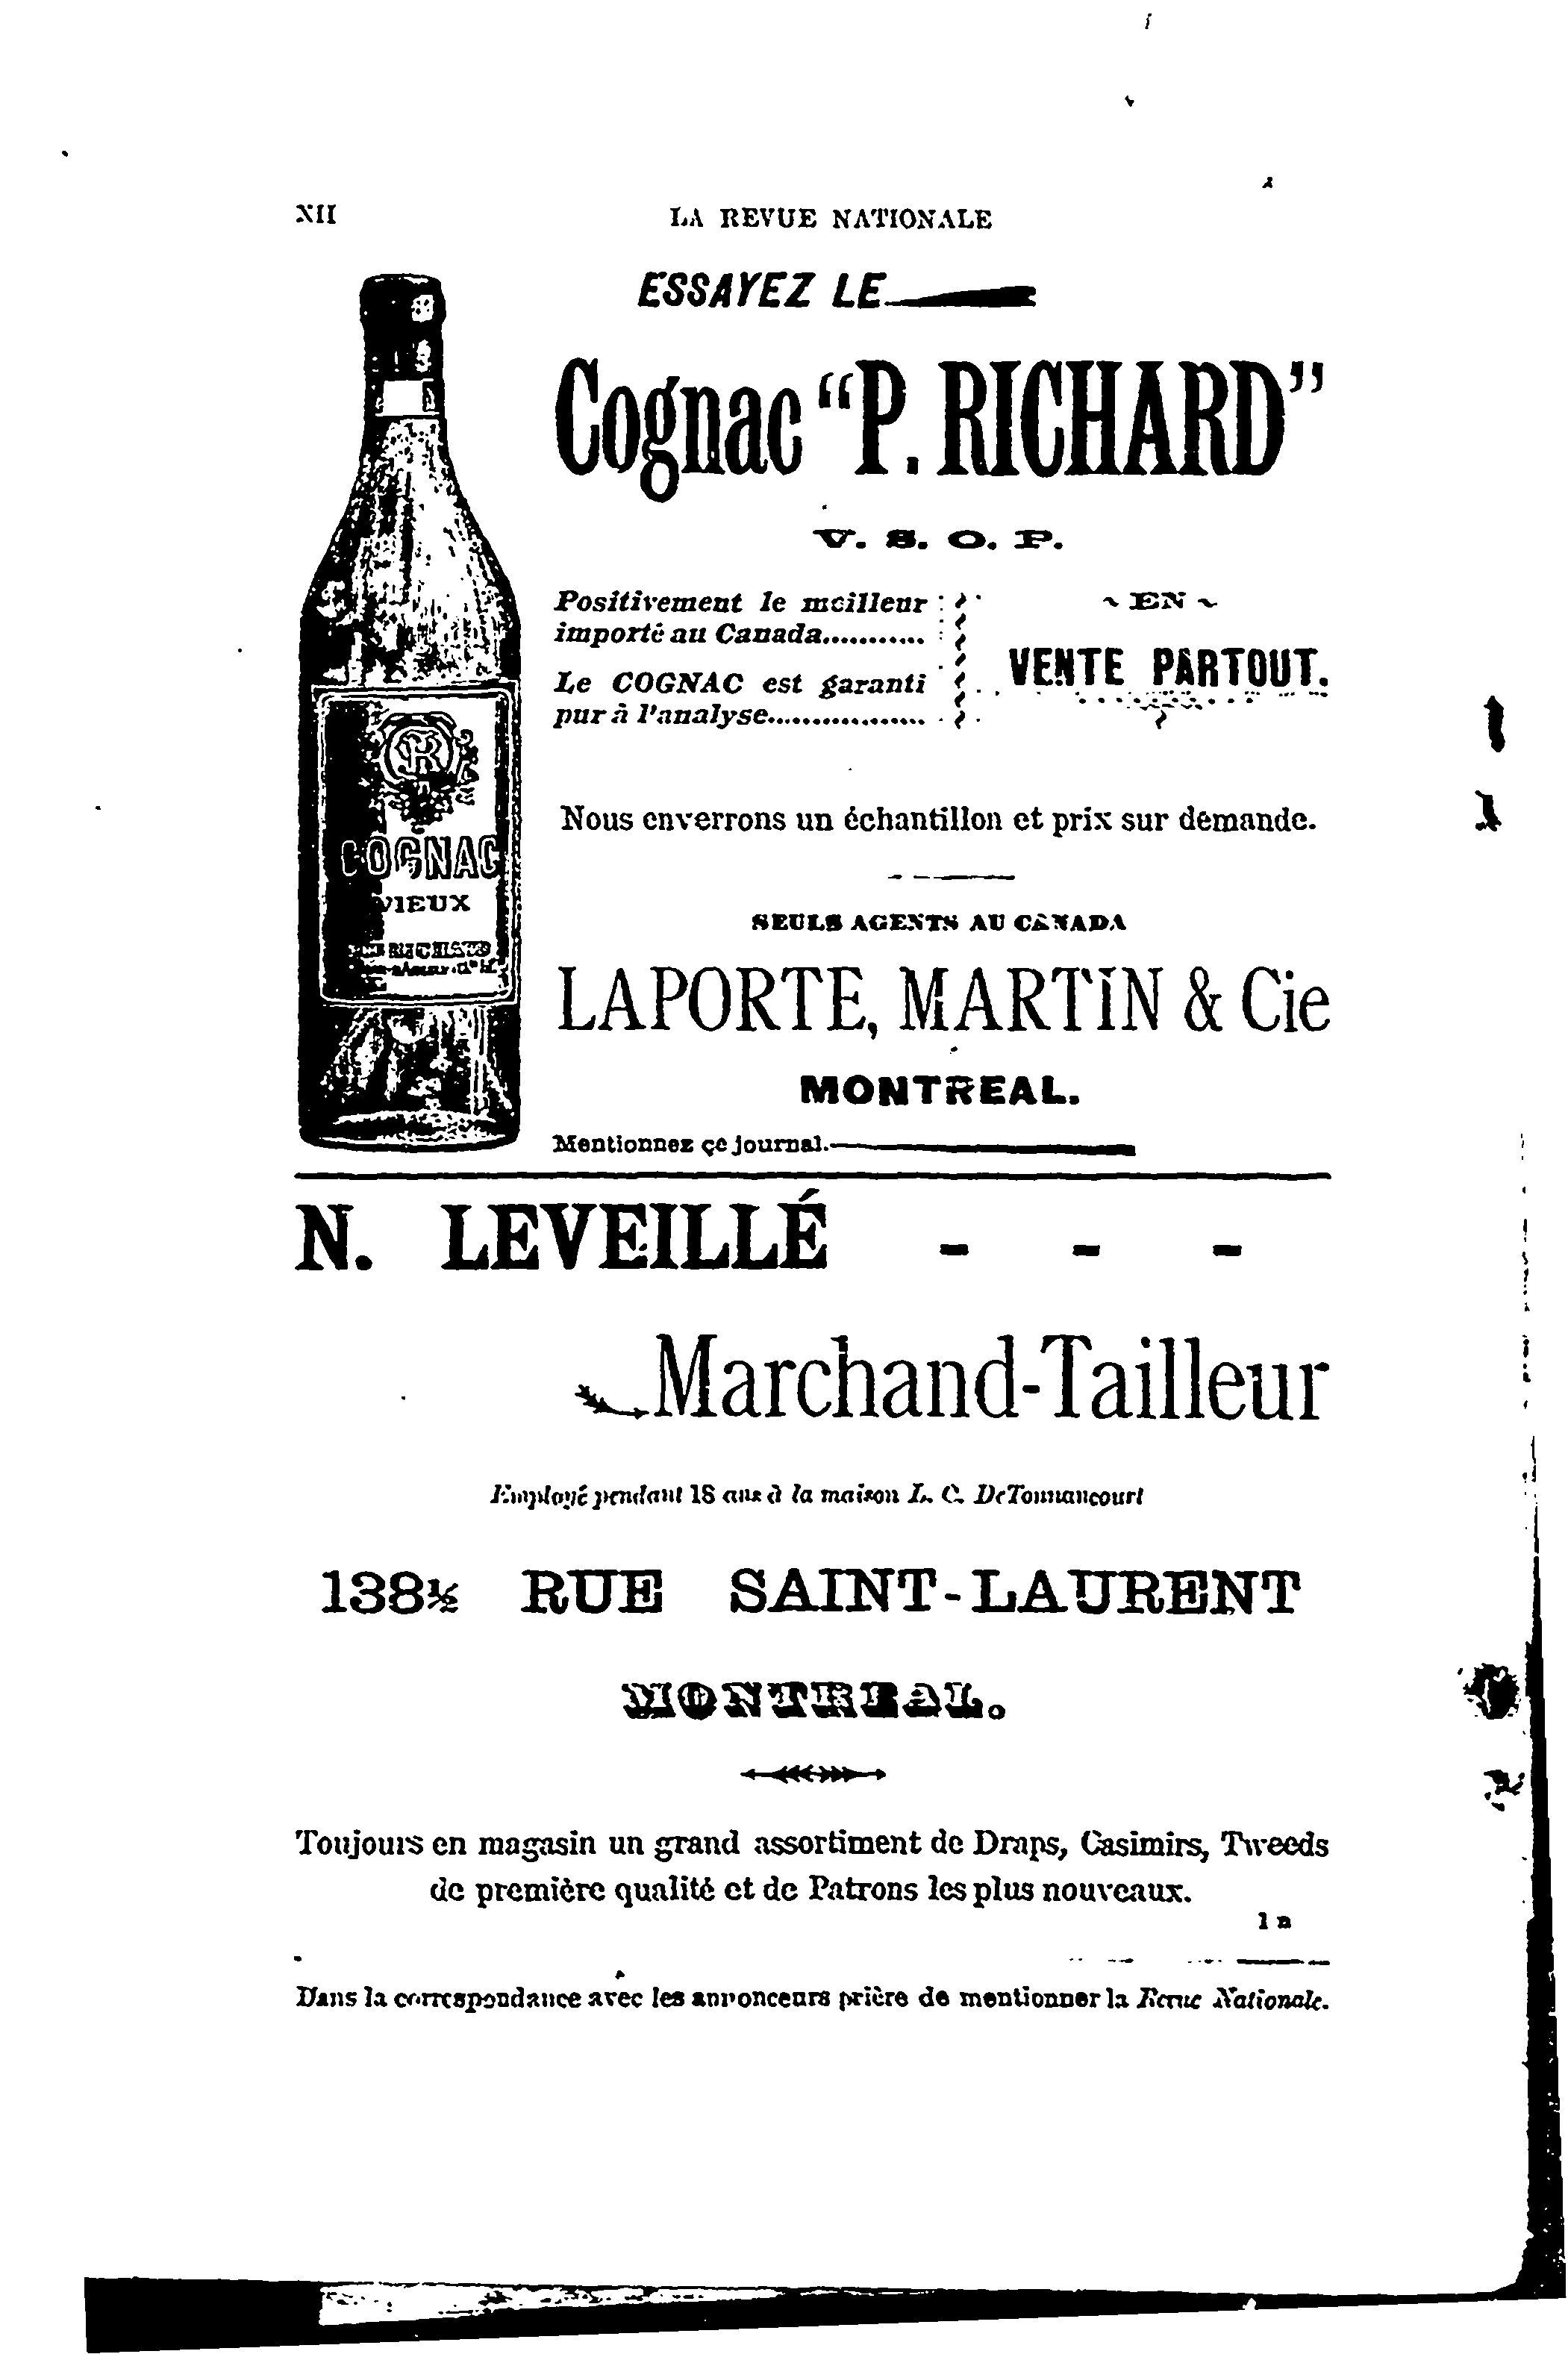 XII
LA REVUE NATIONALE
ESSAYEZ LE
Cognac “P. RICHARD”
V. S. O. P.
Positivement le meilleur
importé au Canada...........
Le COGNAC est garanti
pur à l'analyse..................
EN
VENTE PARTOUT.
Nous enverrons un échantillon et prix sur demande.
SEULS AGENTS AU CANADA
LAPORTE, MARTIN & Cie
MONTREAL.
Mentionnez ce journal.
COGNAC
VIEUX
RICHARD
N. LEVEILLÉ - - -
Marchand-Tailleur
Employé pendant 18 ans à la maison L. C. DeTonnancourt
138½ RUE SAINT-LAURENT
MONTREAL.
Toujours en magasin un grand assortiment de Draps, Casimirs, Tweeds
de première qualité et de Patrons les plus nouveaux.
1 n
Dans la correspondance avec les annonceurs prière de mentionner la Revue Nationale.